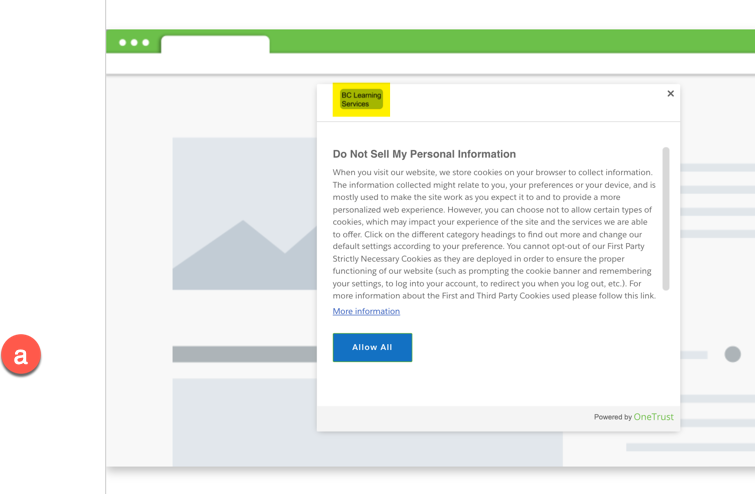 BC Learning
Services
×
Do Not Sell My Personal Information
When you visit our website, we store cookies on your browser to collect information.
The information collected might relate to you, your preferences or your device, and is
mostly used to make the site work as you expect it to and to provide a more
personalized web experience. However, you can choose not to allow certain types of
cookies, which may impact your experience of the site and the services we are able
to offer. Click on the different category headings to find out more and change our
default settings according to your preference. You cannot opt-out of our First Party
Strictly Necessary Cookies as they are deployed in order to ensure the proper
functioning of our website (such as prompting the cookie banner and remembering
your settings, to log into your account, to redirect you when you log out, etc.). For
more information about the First and Third Party Cookies used please follow this link.
More information
a
Allow All
Powered by OneTrust